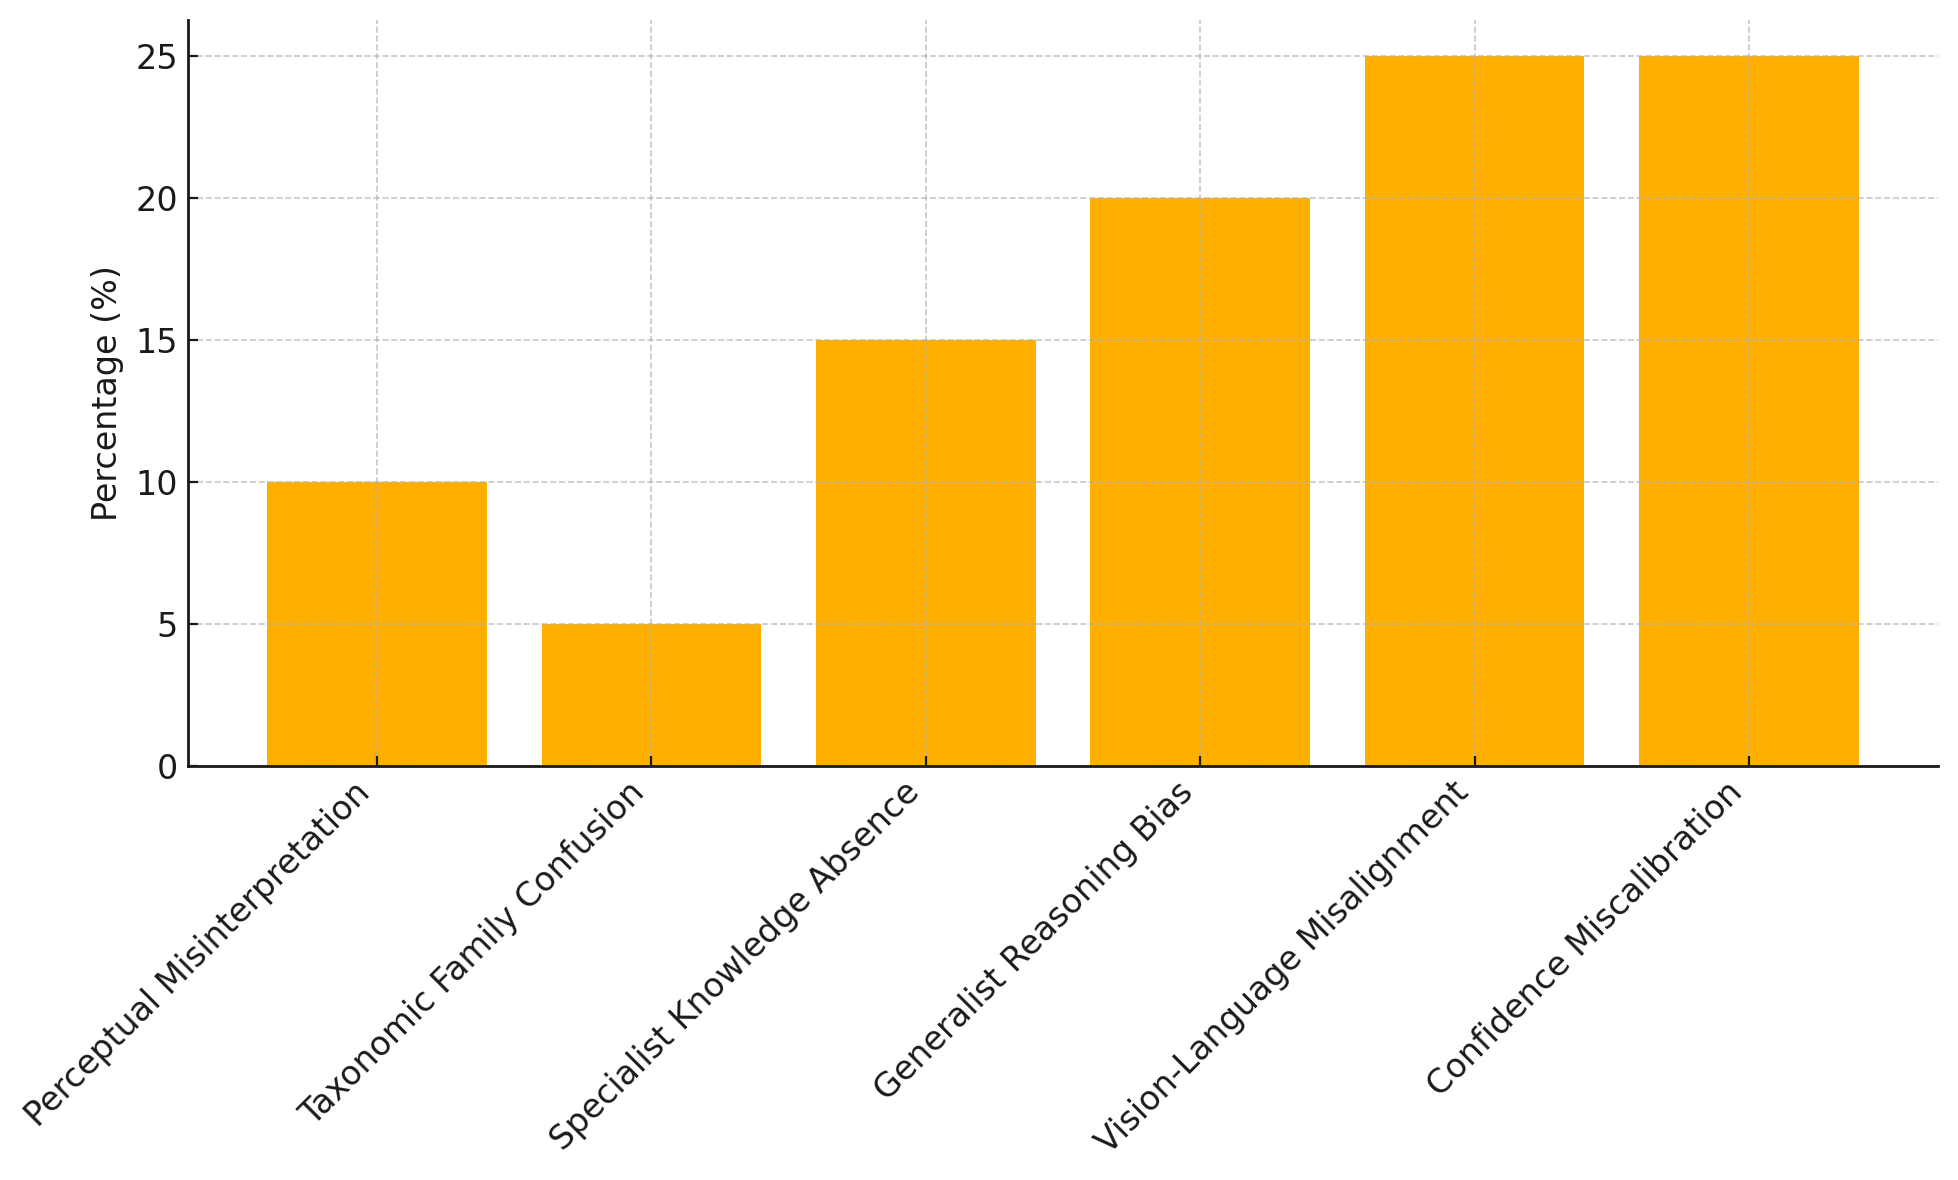 Percentage (%)
25
20
15
10
5
0
Perceptual Misinterpretation
Taxonomic Family Confusion
Specialist Knowledge Absence
Generalist Reasoning Bias
Vision-Language Misalignment
Confidence Miscalibration